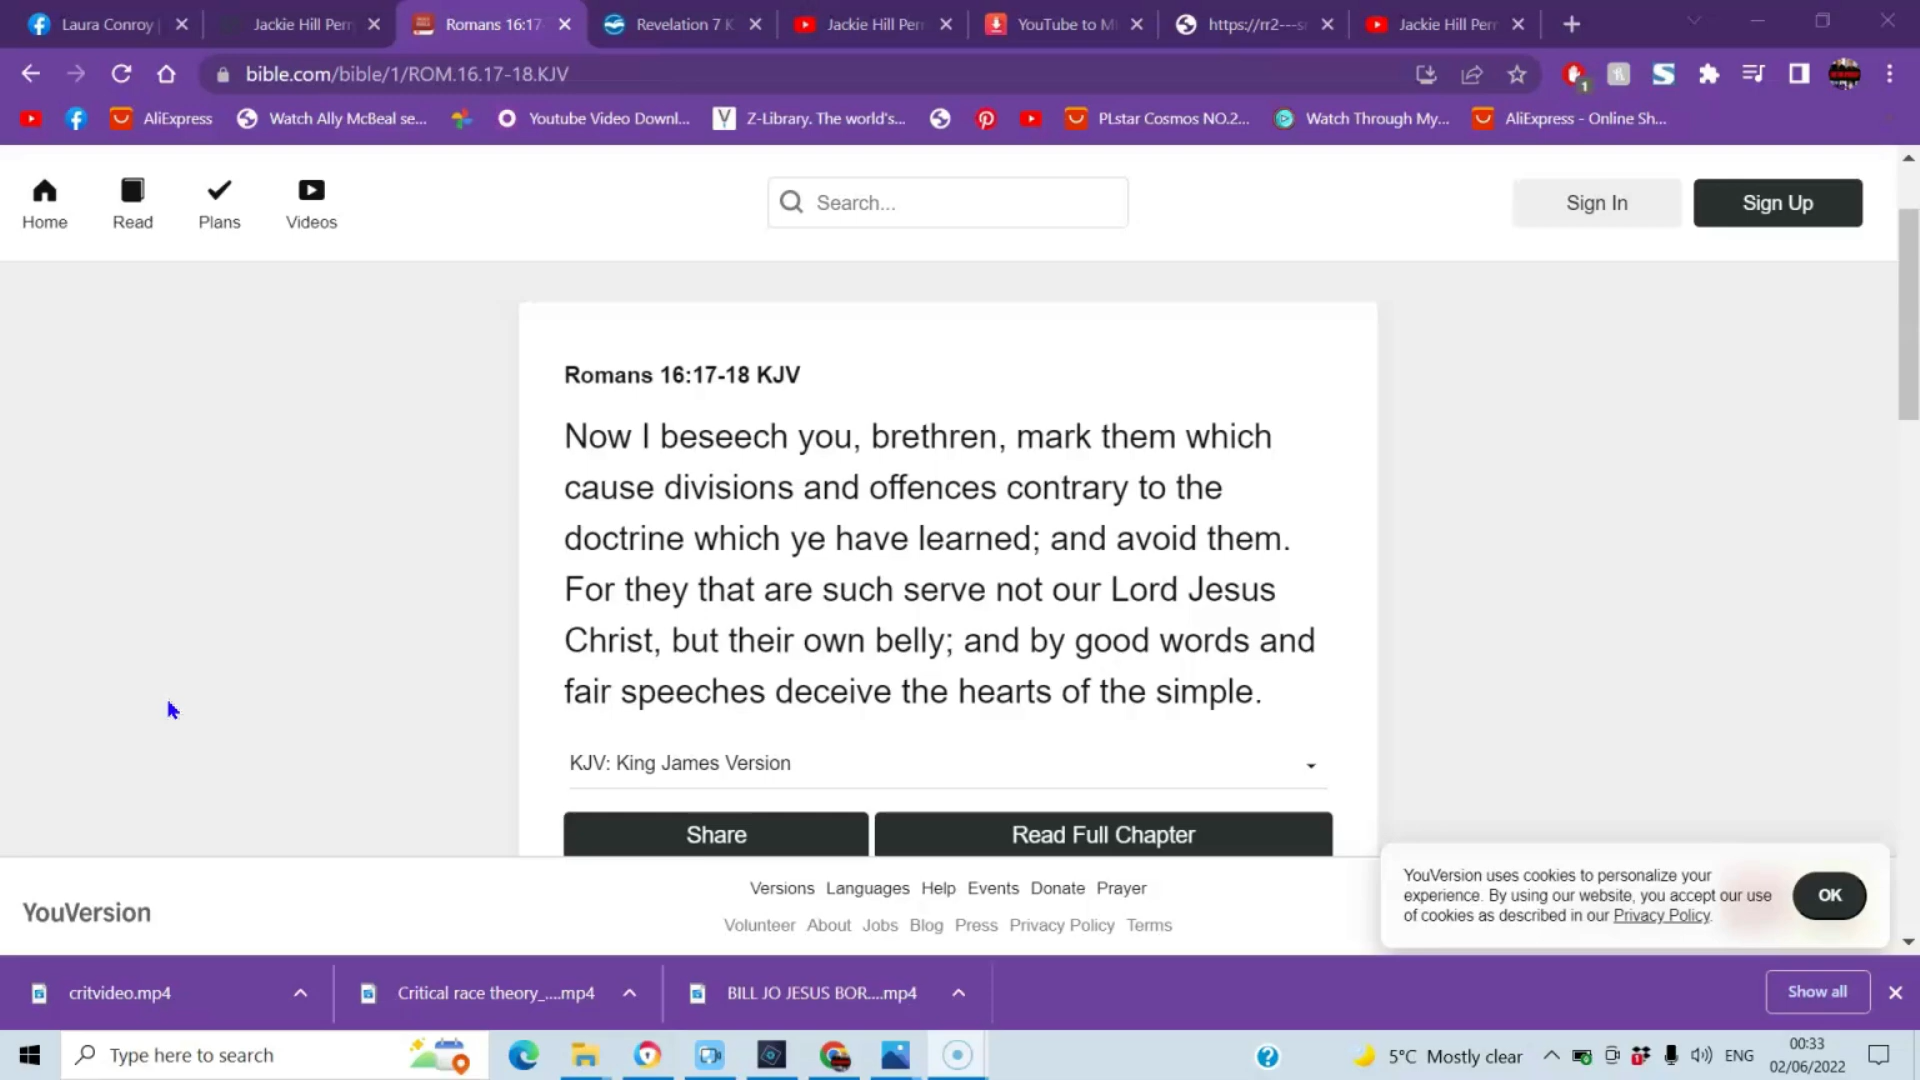 Laura Conroy |
Jackie Hill Perr
Romans 16:17-
Revelation 7 K
Jackie Hill Perr
YouTube to M
https://rr2---s
Jackie Hill Perr
bible.com/bible/1/ROM.16.17-18.KJV
1
AliExpress
Watch Ally McBeal se...
Youtube Video Downl...
Z-Library. The world's...
PLstar Cosmos NO.2...
Watch Through My...
AliExpress - Online Sh...
Home
Read
Plans
Videos
Search...
Sign In
Sign Up
Romans 16:17-18 KJV
Now I beseech you, brethren, mark them which
cause divisions and offences contrary to the
doctrine which ye have learned; and avoid them.
For they that are such serve not our Lord Jesus
Christ, but their own belly; and by good words and
fair speeches deceive the hearts of the simple.
KJV: King James Version
Share
Read Full Chapter
YouVersion
Versions Languages Help Events Donate Prayer
Volunteer About Jobs Blog Press Privacy Policy Terms
YouVersion uses cookies to personalize your
experience. By using our website, you accept our use
of cookies as described in our Privacy Policy.
OK
critvideo.mp4
Critical race theory_....mp4
BILL JO JESUS BOR....mp4
Show all
Type here to search
5°C Mostly clear
ENG
00:33
02/06/2022